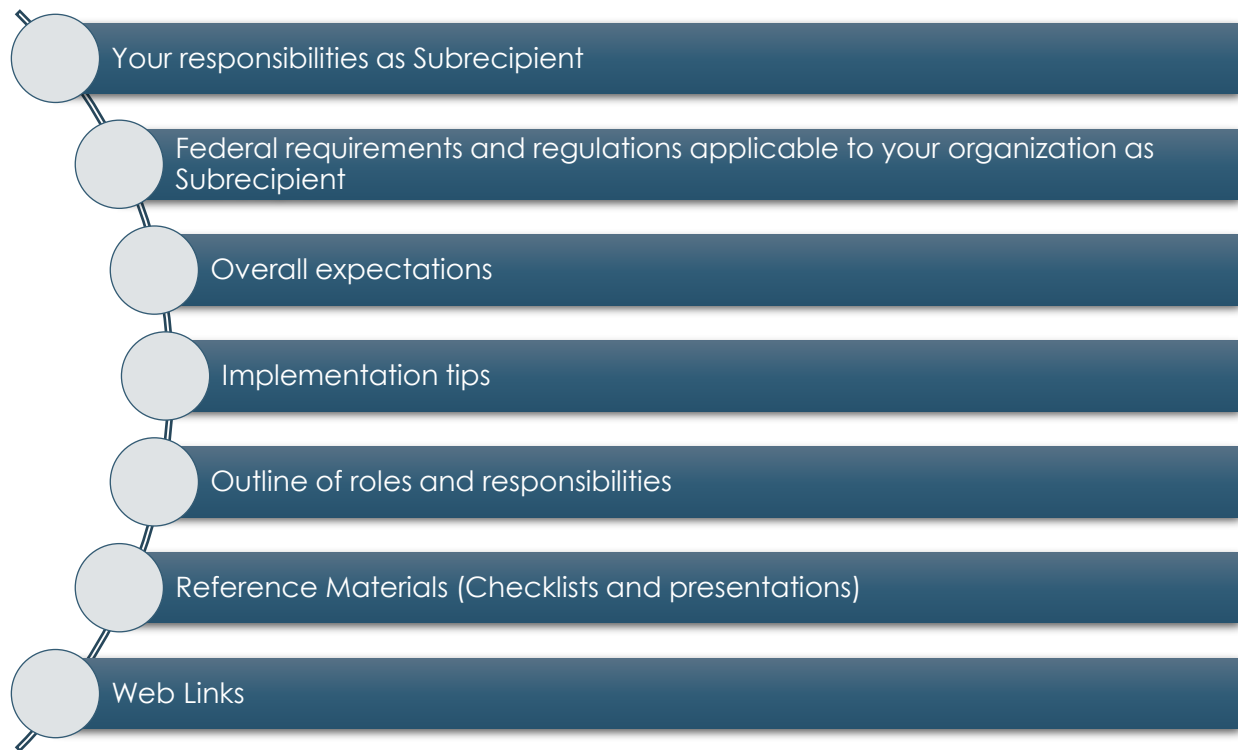 Your responsibilities as Subrecipient
Federal requirements and regulations applicable to your organization as
Subrecipient
Overall expectations
Implementation tips
Outline of roles and responsibilities
Reference Materials (Checklists and presentations)
Web Links